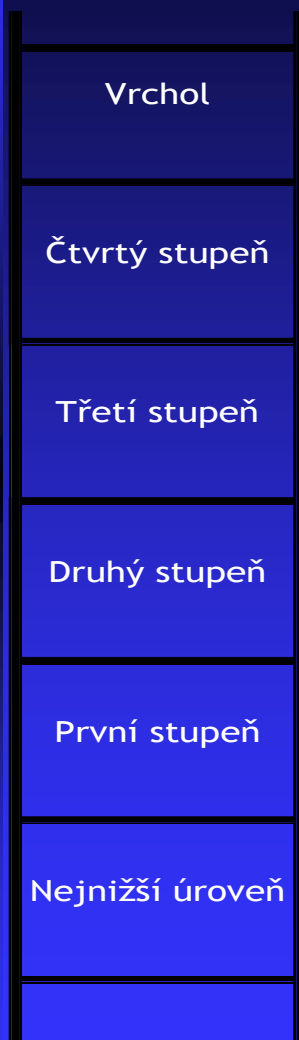 Vrchol
Čtvrtý stupeň
Třetí stupeň
Druhý stupeň
První stupeň
Nejnižší úroveň